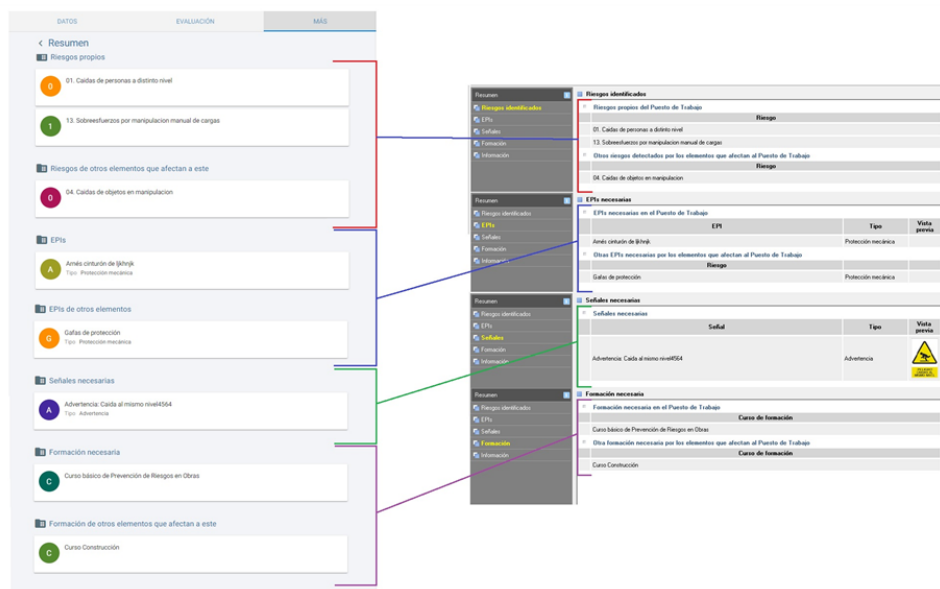 DATOS
EVALUACIÓN
MÁS
Resumen
Riesgos propios
0
01. Caidas de personas a distinto nivel
1
13. Sobreesfuerzos por manipulacion manual de cargas
Riesgos de otros elementos que afectan a este
0
04. Caidas de objetos en manipulacion
EPIs
A
Arnés cinturón de ljkhnjk
Tipo Protección mecánica
EPIs de otros elementos
G
Gafas de protección
Tipo Protección mecánica
Señales necesarias
A
Advertencia: Caida al mismo nivel4564
Tipo Advertencia
Formación necesaria
C
Curso básico de Prevención de Riesgos en Obras
Formación de otros elementos que afectan a este
C
Curso Construcción
Resumen
Riesgos identificados
EPIs
Señales
Formación
Información
Riesgos identificados
Riesgos propios del Puesto de Trabajo
Riesgo
01. Caidas de personas a distinto nivel
13. Sobreesfuerzos por manipulacion manual de cargas
Otros riesgos detectados por los elementos que afectan al Puesto de Trabajo
Riesgo
04. Caidas de objetos en manipulacion
Resumen
Riesgos identificados
EPIs
Señales
Formación
Información
EPIs necesarias
EPIs necesarias en el Puesto de Trabajo
EPI
Tipo
Vista previa
Arnés cinturón de ljkhnjk
Protección mecánica
Otras EPIs necesarias por los elementos que afectan al Puesto de Trabajo
Riesgo
Gafas de protección
Protección mecánica
Resumen
Riesgos identificados
EPIs
Señales
Formación
Información
Señales necesarias
Señales necesarias
Señal
Tipo
Vista previa
Advertencia: Caida al mismo nivel4564
Advertencia
Resumen
Riesgos identificados
EPIs
Señales
Formación
Información
Formación necesaria
Formación necesaria en el Puesto de Trabajo
Curso de formación
Curso básico de Prevención de Riesgos en Obras
Otra formación necesaria por los elementos que afectan al Puesto de Trabajo
Curso de formación
Curso Construcción